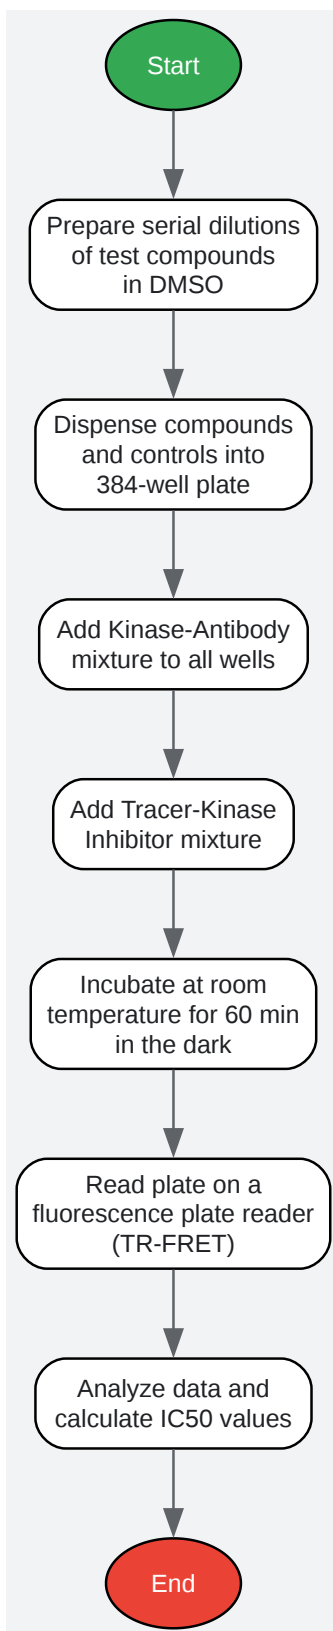 Start
Prepare serial dilutions
of test compounds
in DMSO
Dispense compounds
and controls into
384-well plate
Add Kinase-Antibody
mixture to all wells
Add Tracer-Kinase
Inhibitor mixture
Incubate at room
temperature for 60 min
in the dark
Read plate on a
fluorescence plate reader
(TR-FRET)
Analyze data and
calculate IC50 values
End